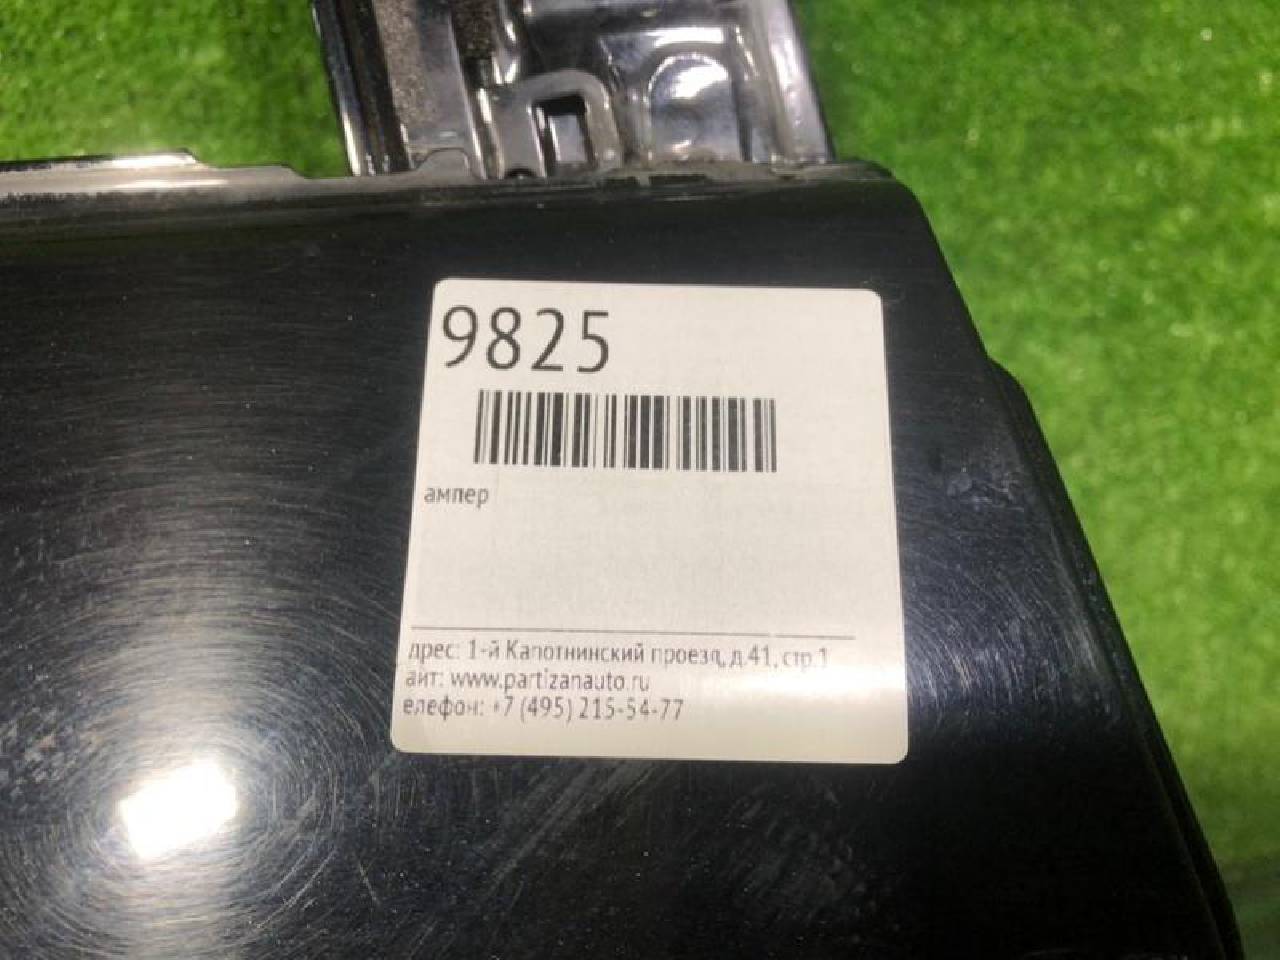 9825
ампер
дрес: 1-й Капотнинский проезд, д.41, стр.1
айт: www.partizanauto.ru
елефон: +7 (495) 215-54-77